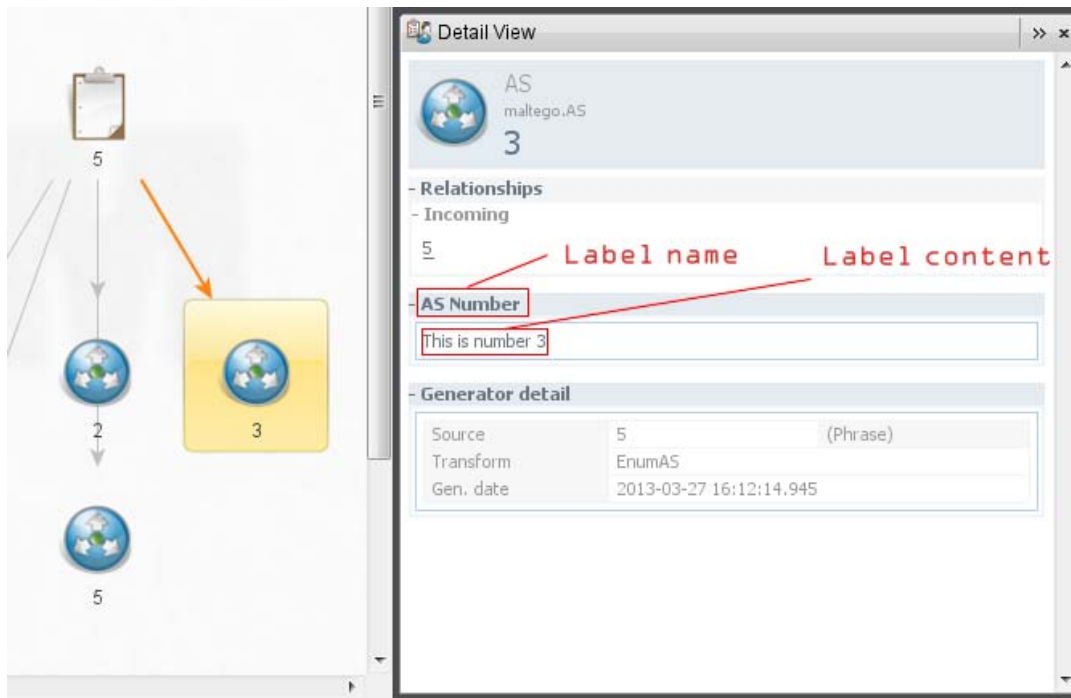 5
2
3
5
Detail View
AS
maltego.AS
3
- Relationships
- Incoming
5
Label name
Label content
- AS Number
This is number 3
- Generator detail
Source 5 (Phrase)
Transform EnumAS
Gen. date 2013-03-27 16:12:14.945